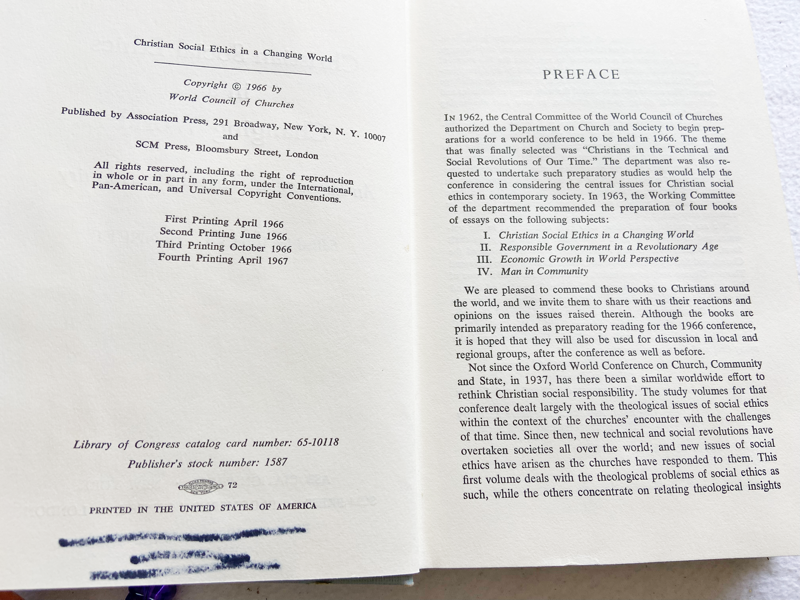 Christian Social Ethics in a Changing World
Copyright © 1966 by
World Council of Churches
Published by Association Press, 291 Broadway, New York, N. Y. 10007
and
SCM Press, Bloomsbury Street, London
All rights reserved, including the right of reproduction
in whole or in part in any form, under the International,
Pan-American, and Universal Copyright Conventions.
First Printing April 1966
Second Printing June 1966
Third Printing October 1966
Fourth Printing April 1967
Library of Congress catalog card number: 65-10118
Publisher's stock number: 1587
72
PRINTED IN THE UNITED STATES OF AMERICA
PREFACE
IN 1962, the Central Committee of the World Council of Churches
authorized the Department on Church and Society to begin prep-
arations for a world conference to be held in 1966. The theme
that was finally selected was “Christians in the Technical and
Social Revolutions of Our Time.” The department was also re-
quested to undertake such preparatory studies as would help the
conference in considering the central issues for Christian social
ethics in contemporary society. In 1963, the Working Committee
of the department recommended the preparation of four books
of essays on the following subjects:
I. Christian Social Ethics in a Changing World
II. Responsible Government in a Revolutionary Age
III. Economic Growth in World Perspective
IV. Man in Community
We are pleased to commend these books to Christians around
the world, and we invite them to share with us their reactions and
opinions on the issues raised therein. Although the books are
primarily intended as preparatory reading for the 1966 conference,
it is hoped that they will also be used for discussion in local and
regional groups, after the conference as well as before.
Not since the Oxford World Conference on Church, Community
and State, in 1937, has there been a similar worldwide effort to
rethink Christian social responsibility. The study volumes for that
conference dealt largely with the theological issues of social ethics
within the context of the churches' encounter with the challenges
of that time. Since then, new technical and social revolutions have
overtaken societies all over the world; and new issues of social
ethics have arisen as the churches have responded to them. This
first volume deals with the theological problems of social ethics as
such, while the others concentrate on relating theological insights